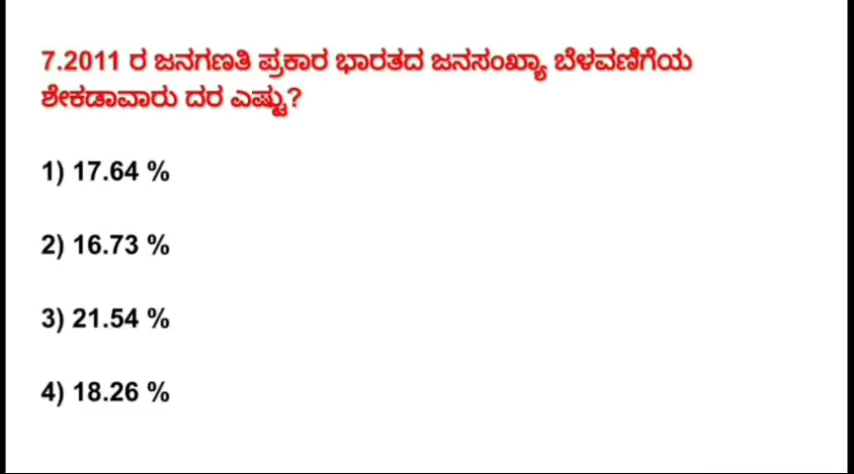 7.2011 ರ ಜನಗಣತಿ ಪ್ರಕಾರ ಭಾರತದ ಜನಸಂಖ್ಯಾ ಬೆಳವಣಿಗೆಯ
ಶೇಕಡಾವಾರು ದರ ಎಷ್ಟು?
1) 17.64 %
2) 16.73 %
3) 21.54 %
4) 18.26 %